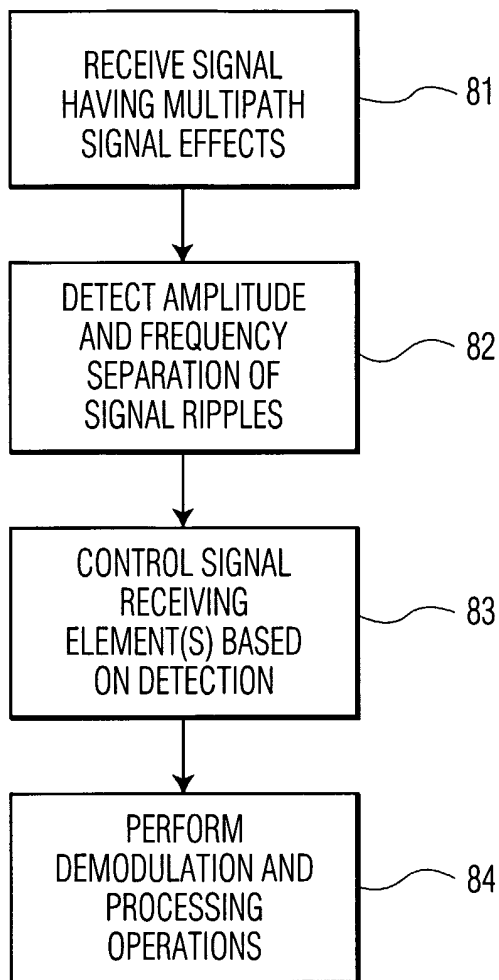 RECEIVE SIGNAL
HAVING MULTIPATH
SIGNAL EFFECTS
81
DETECT AMPLITUDE
AND FREQUENCY
SEPARATION OF
SIGNAL RIPPLES
82
CONTROL SIGNAL
RECEIVING
ELEMENT(S) BASED
ON DETECTION
83
PERFORM
DEMODULATION AND
PROCESSING
OPERATIONS
84